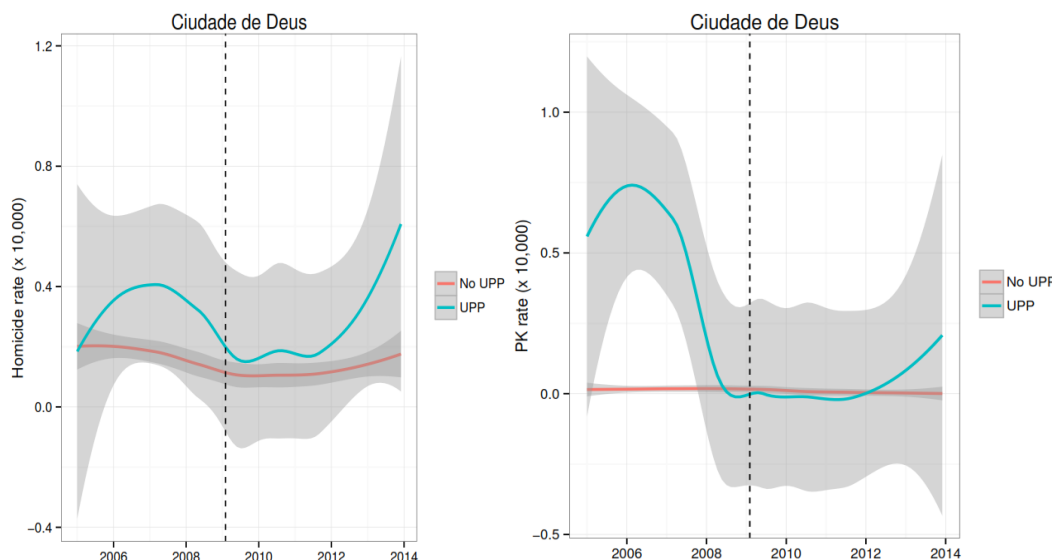 Ciudade de Deus
Homicide rate (x 10,000)
1.2
0.8
0.4
0.0
−0.4
2006 2008 2010 2012 2014
No UPP
UPP
Ciudade de Deus
PK rate (x 10,000)
1.0
0.5
0.0
−0.5
2006 2008 2010 2012 2014
No UPP
UPP